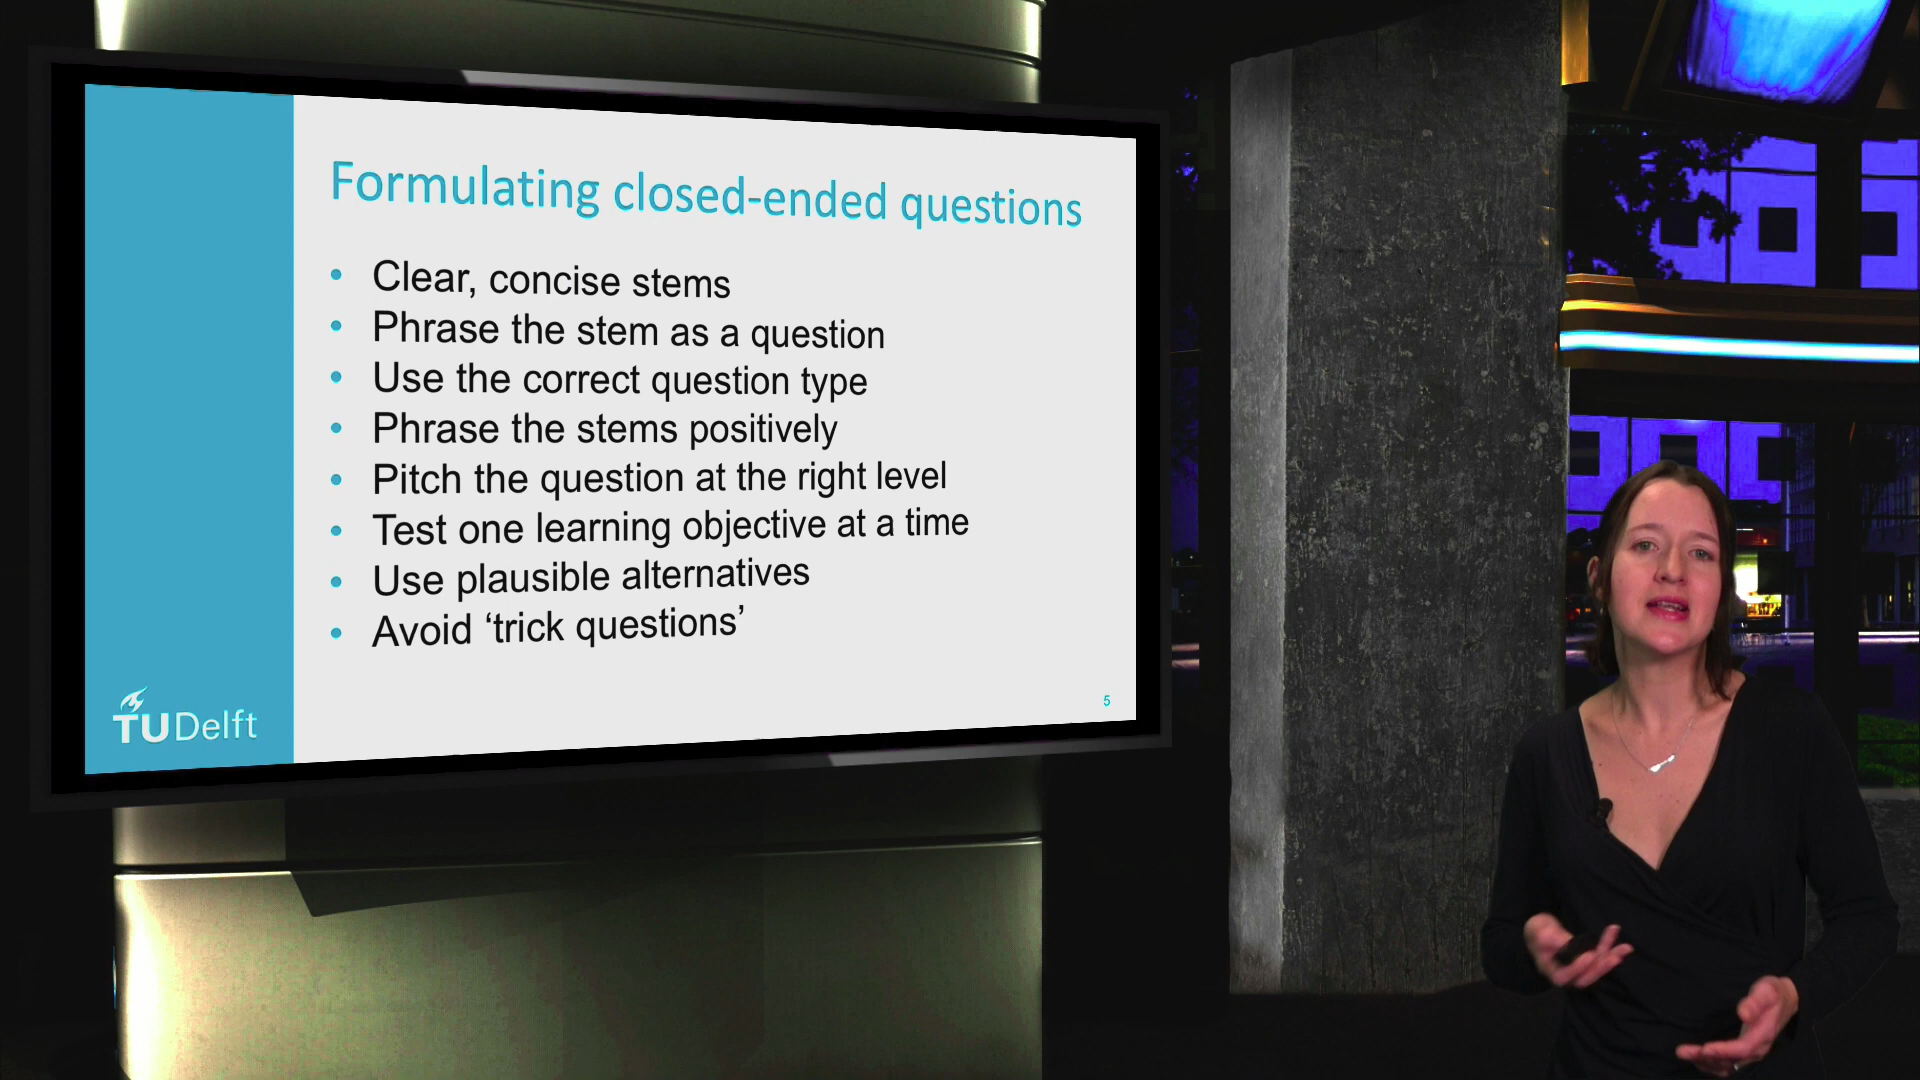 Formulating closed-ended questions
• Clear, concise stems
• Phrase the stem as a question
• Use the correct question type
• Phrase the stems positively
• Pitch the question at the right level
• Test one learning objective at a time
• Use plausible alternatives
• Avoid ‘trick questions’
5
TUDelft